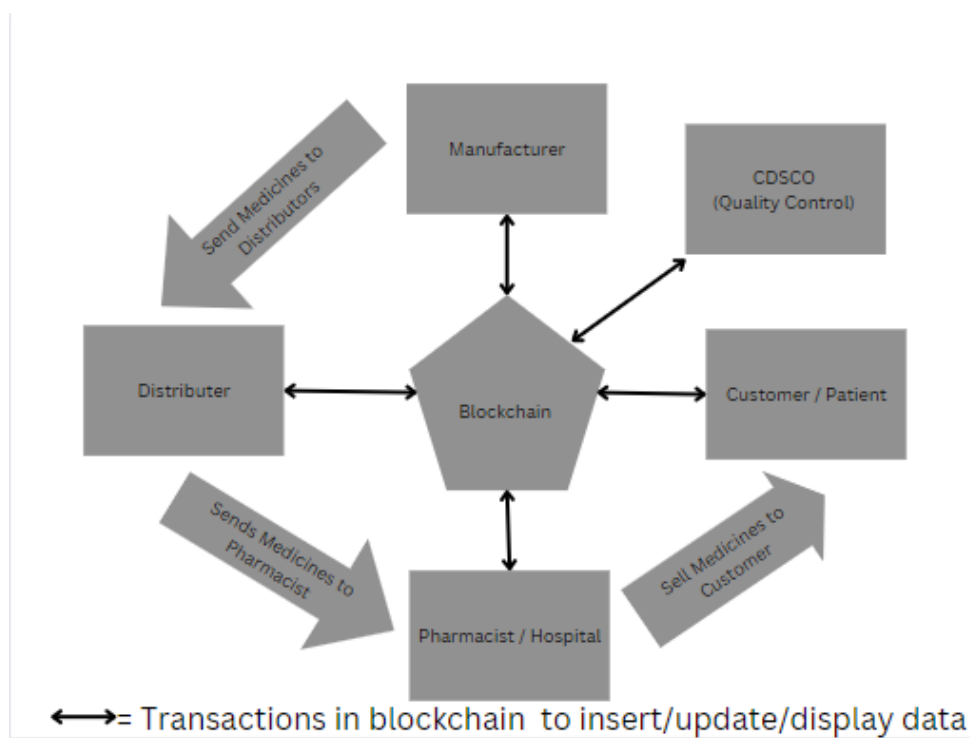 Manufacturer
CDSCO
(Quality Control)
Send Medicines to
Distributors
Distributer
Blockchain
Customer / Patient
Sends Medicines to
Pharmacist
Sell Medicines to
Customer
Pharmacist / Hospital
= Transactions in blockchain to insert/update/display data